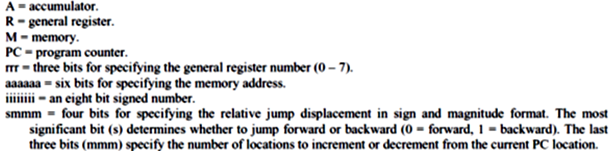 A = accumulator.
R = general register.
M = memory.
PC = program counter.
rrr = three bits for specifying the general register number (0 – 7).
aaaaaa = six bits for specifying the memory address.
iiiiiiii = an eight bit signed number.
smmm = four bits for specifying the relative jump displacement in sign and magnitude format. The most
significant bit (s) determines whether to jump forward or backward (0 = forward, 1 = backward). The last
three bits (mmm) specify the number of locations to increment or decrement from the current PC location.